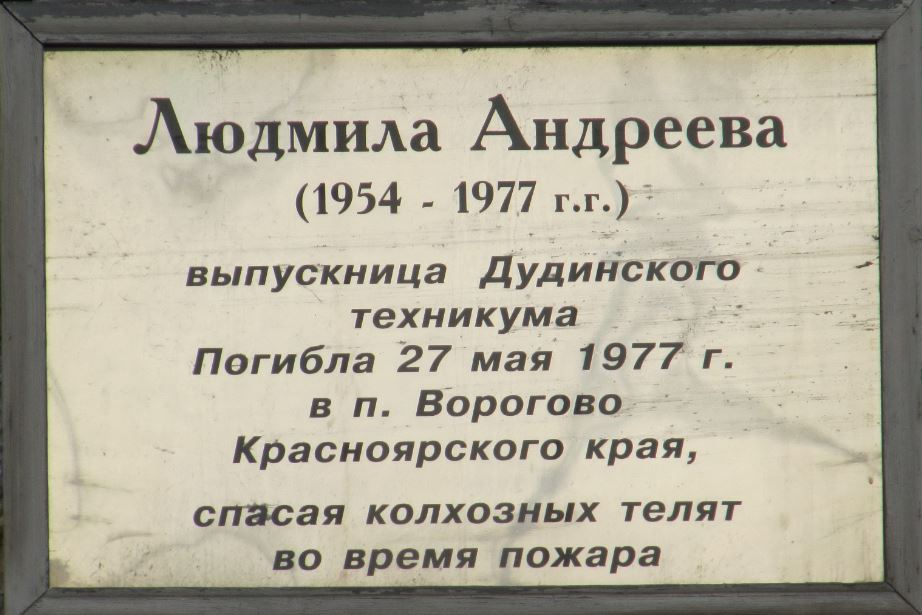 Людмила Андреева
(1954 - 1977 г.г.)
выпускница Дудинского
техникума
Погибла 27 мая 1977 г.
в п. Ворогово
Красноярского края,
спасая колхозных телят
во время пожара